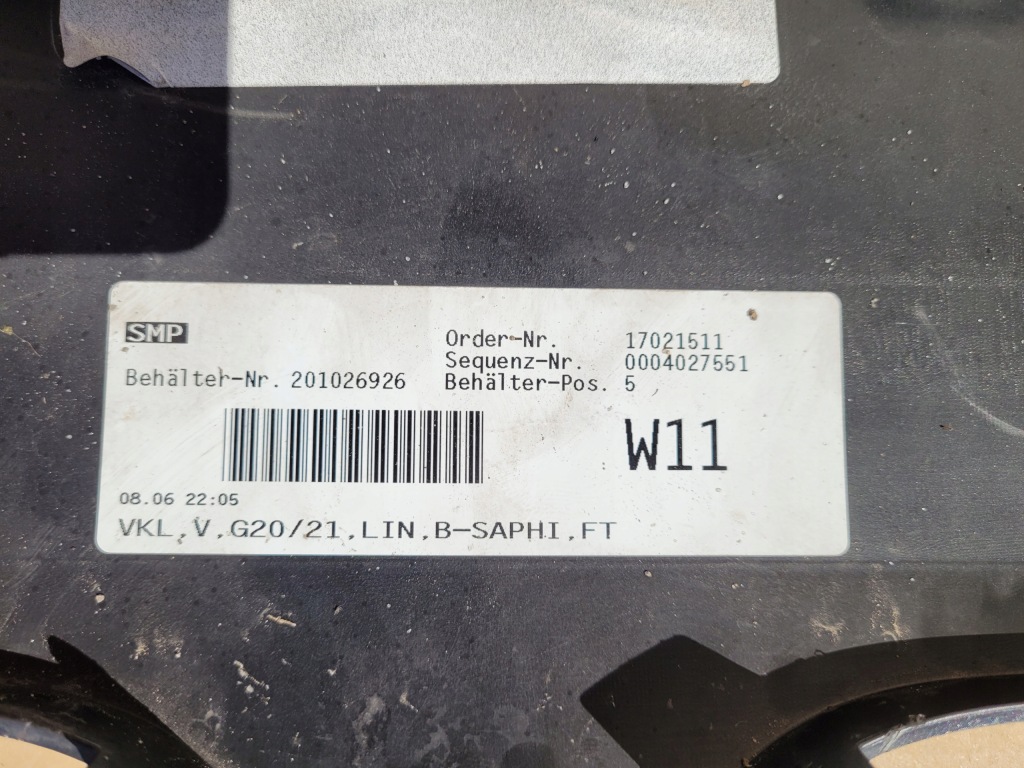 SMP
Behälter-Nr. 201026926
Order-Nr. 17021511
Sequenz-Nr. 0004027551
Behälter-Pos. 5
W11
08.06 22:05
VKL,V,G20/21,LIN,B-SAPHI,FT